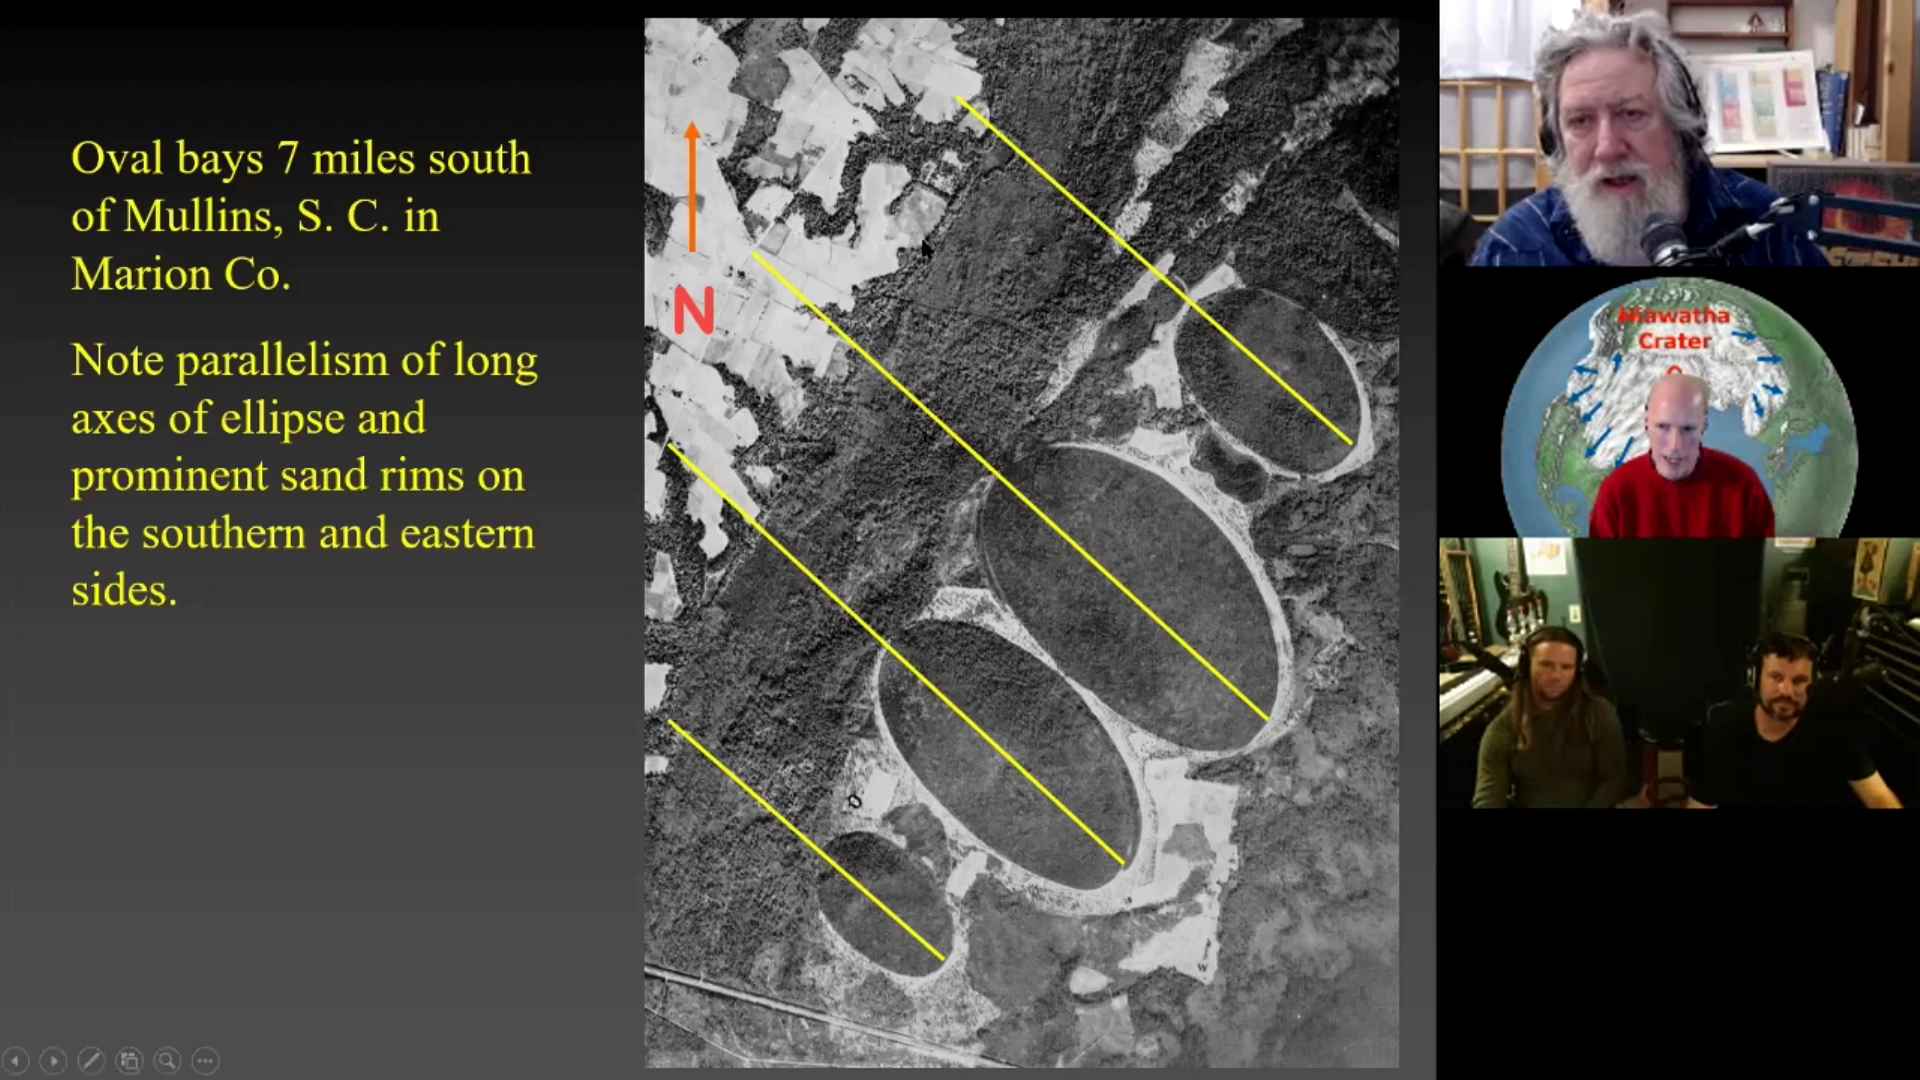 Oval bays 7 miles south
of Mullins, S. C. in
Marion Co.
Note parallelism of long
axes of ellipse and
prominent sand rims on
the southern and eastern
sides.
N
Hiawatha
Crater